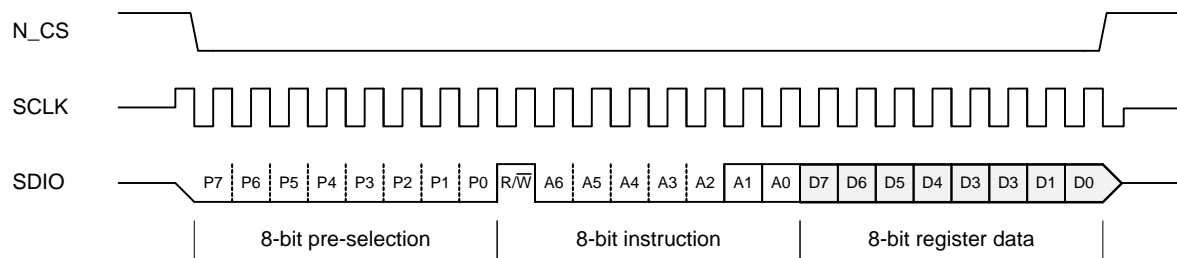 N_CS
SCLK
SDIO P7 P6 P5 P4 P3 P2 P1 P0 R/W̅ A6 A5 A4 A3 A2 A1 A0 D7 D6 D5 D4 D3 D3 D1 D0
8-bit pre-selection 8-bit instruction 8-bit register data